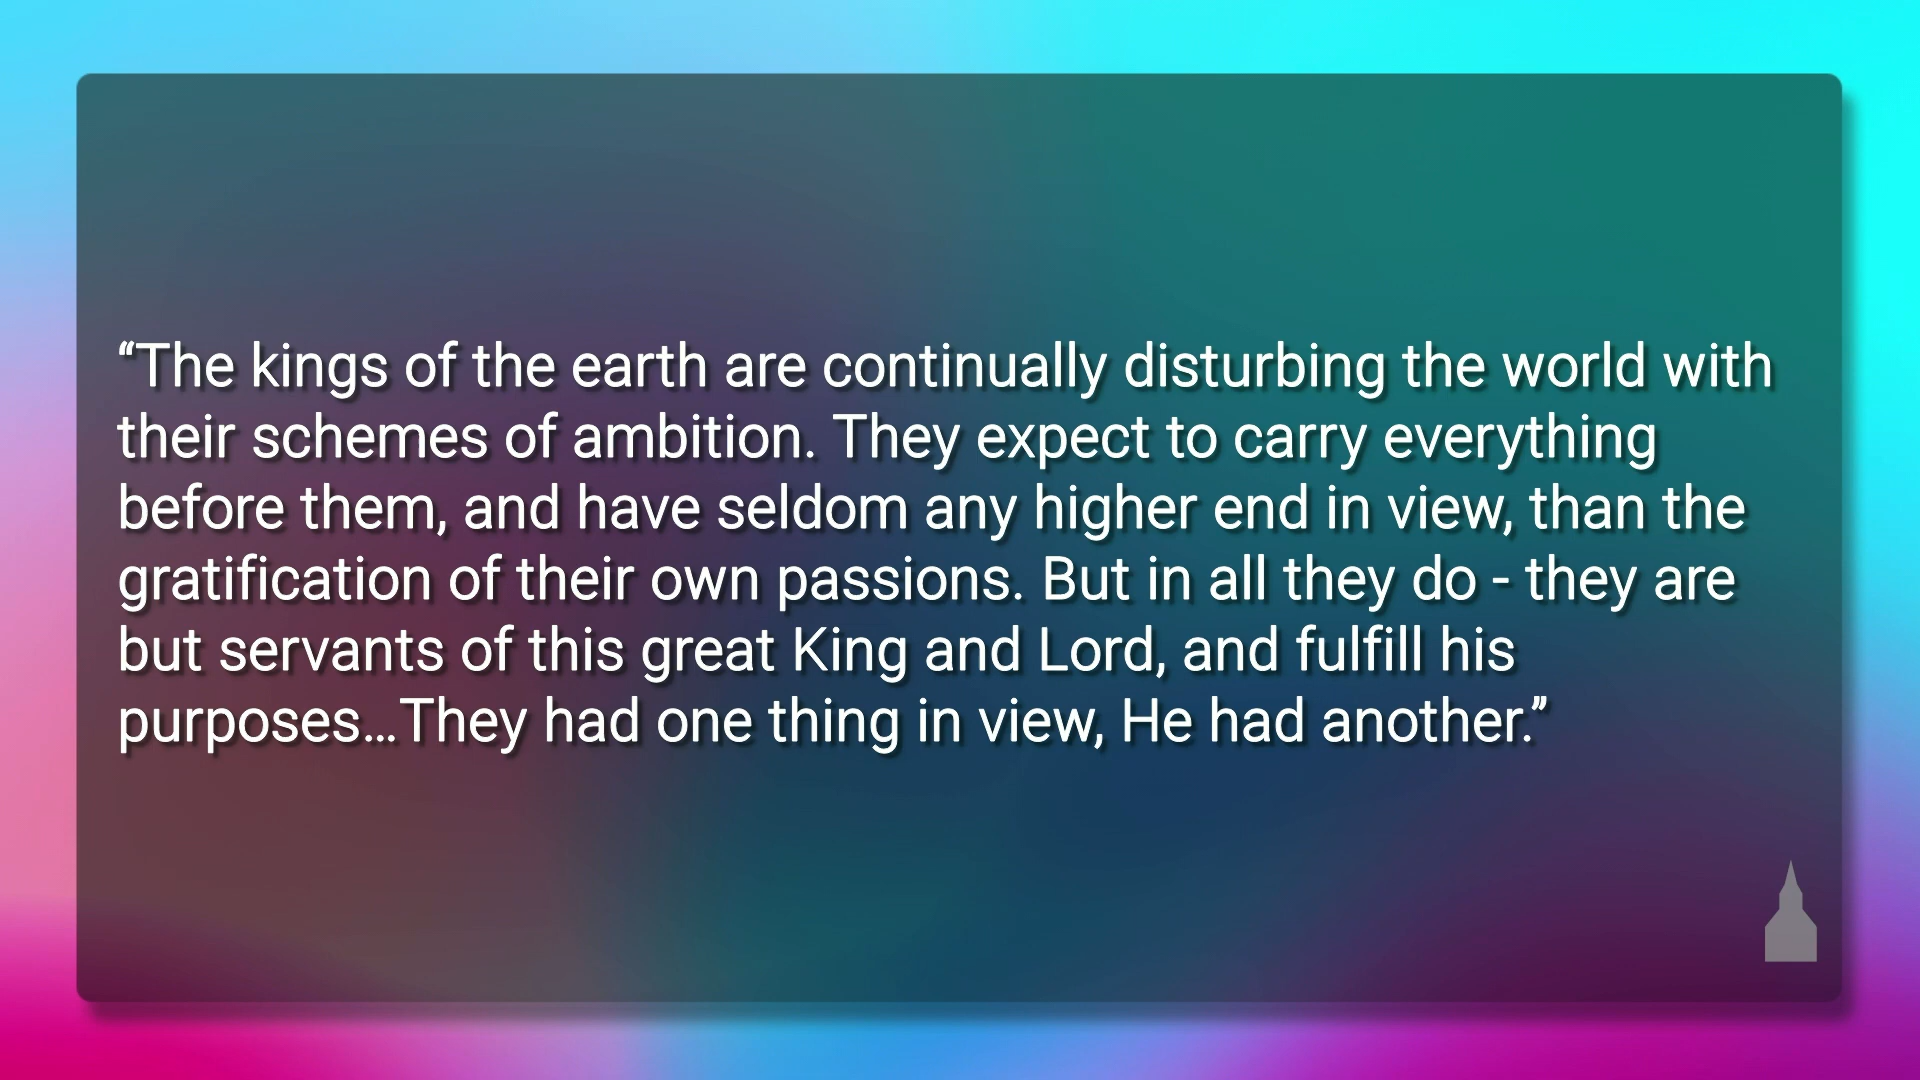 “The kings of the earth are continually disturbing the world with
their schemes of ambition. They expect to carry everything
before them, and have seldom any higher end in view, than the
gratification of their own passions. But in all they do - they are
but servants of this great King and Lord, and fulfill his
purposes…They had one thing in view, He had another.”